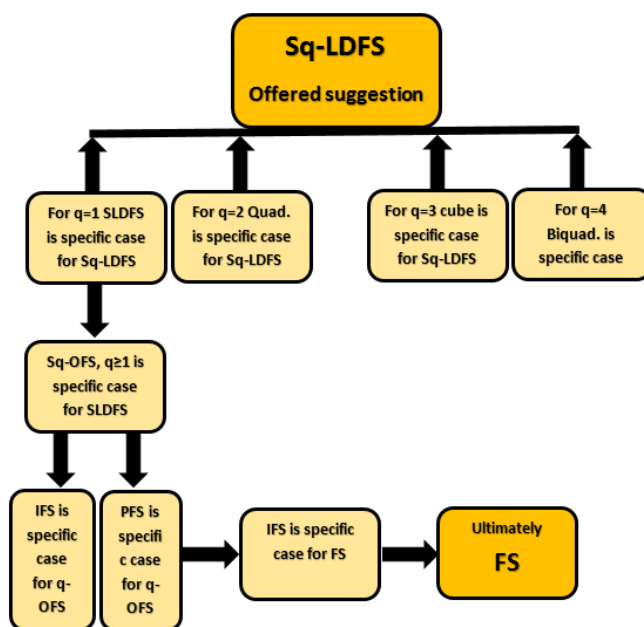 Sq-LDFS
Offered suggestion
For q=1 SLDFS
is specific case
for Sq-LDFS
For q=2 Quad.
is specific case
for Sq-LDFS
For q=3 cube is
specific case
for Sq-LDFS
For q=4
Biquad. is
specific case
Sq-OFS, q≥1 is
specific case
for SLDFS
IFS is
specific
case
for q-
OFS
PFS is
specifi
c case
for q-
OFS
IFS is specific
case for FS
Ultimately
FS